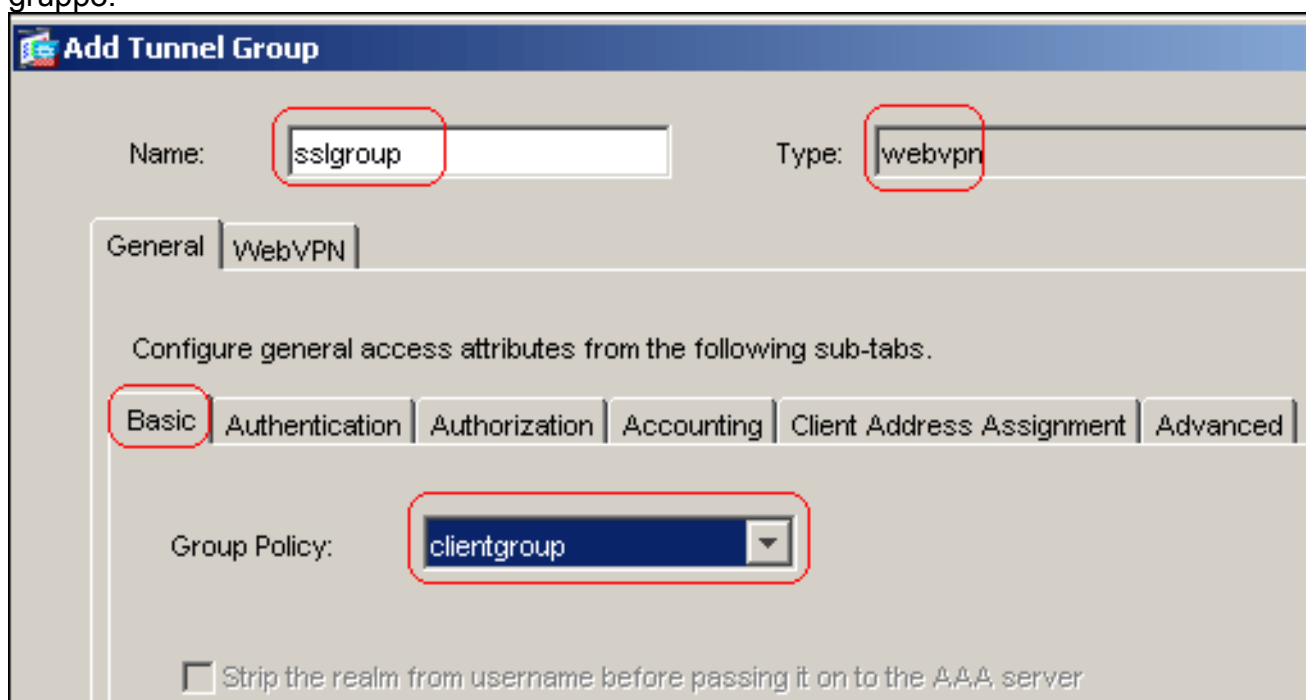 gruppo.
Add Tunnel Group
Name: sslgroup Type: webvpn
General WebVPN
Configure general access attributes from the following sub-tabs.
Basic Authentication Authorization Accounting Client Address Assignment Advanced
Group Policy: clientgroup
Strip the realm from username before passing it on to the AAA server